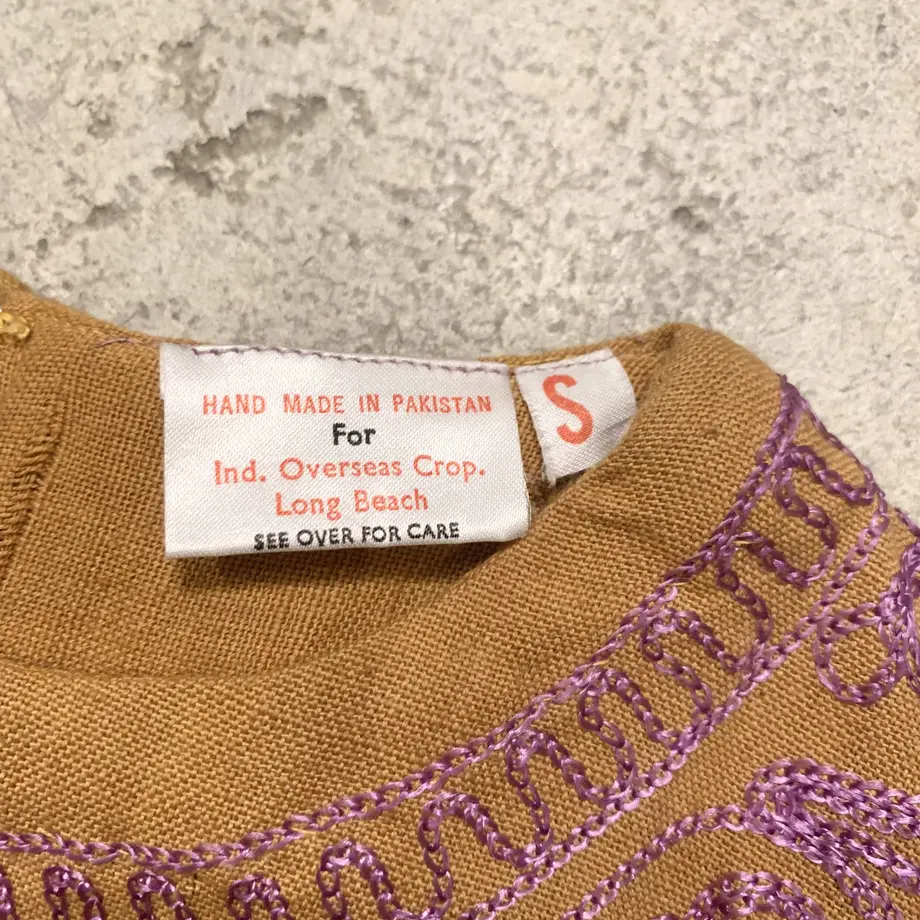 HAND MADE IN PAKISTAN
For
Ind. Overseas Crop.
Long Beach
SEE OVER FOR CARE
S